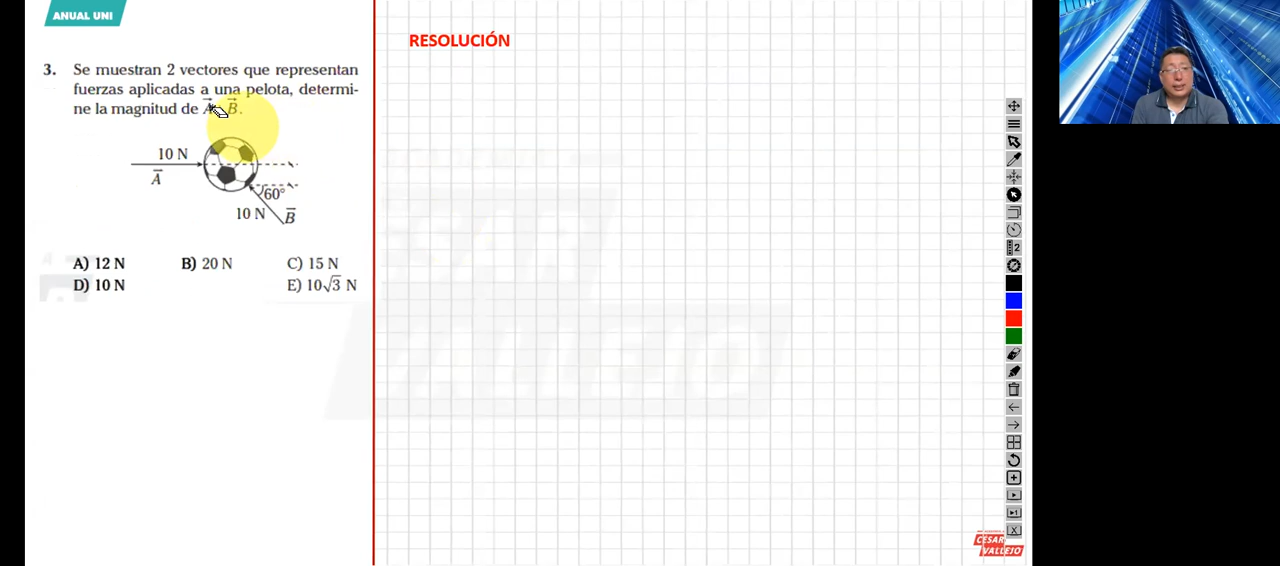 ANUAL UNI
RESOLUCIÓN
3. Se muestran 2 vectores que representan
fuerzas aplicadas a una pelota, determi-
ne la magnitud de A B.
10 N
A
60°
10 N
B
A) 12 N B) 20 N C) 15 N
D) 10 N E) 10√3 N
2
CÉSAR
VALLEJO